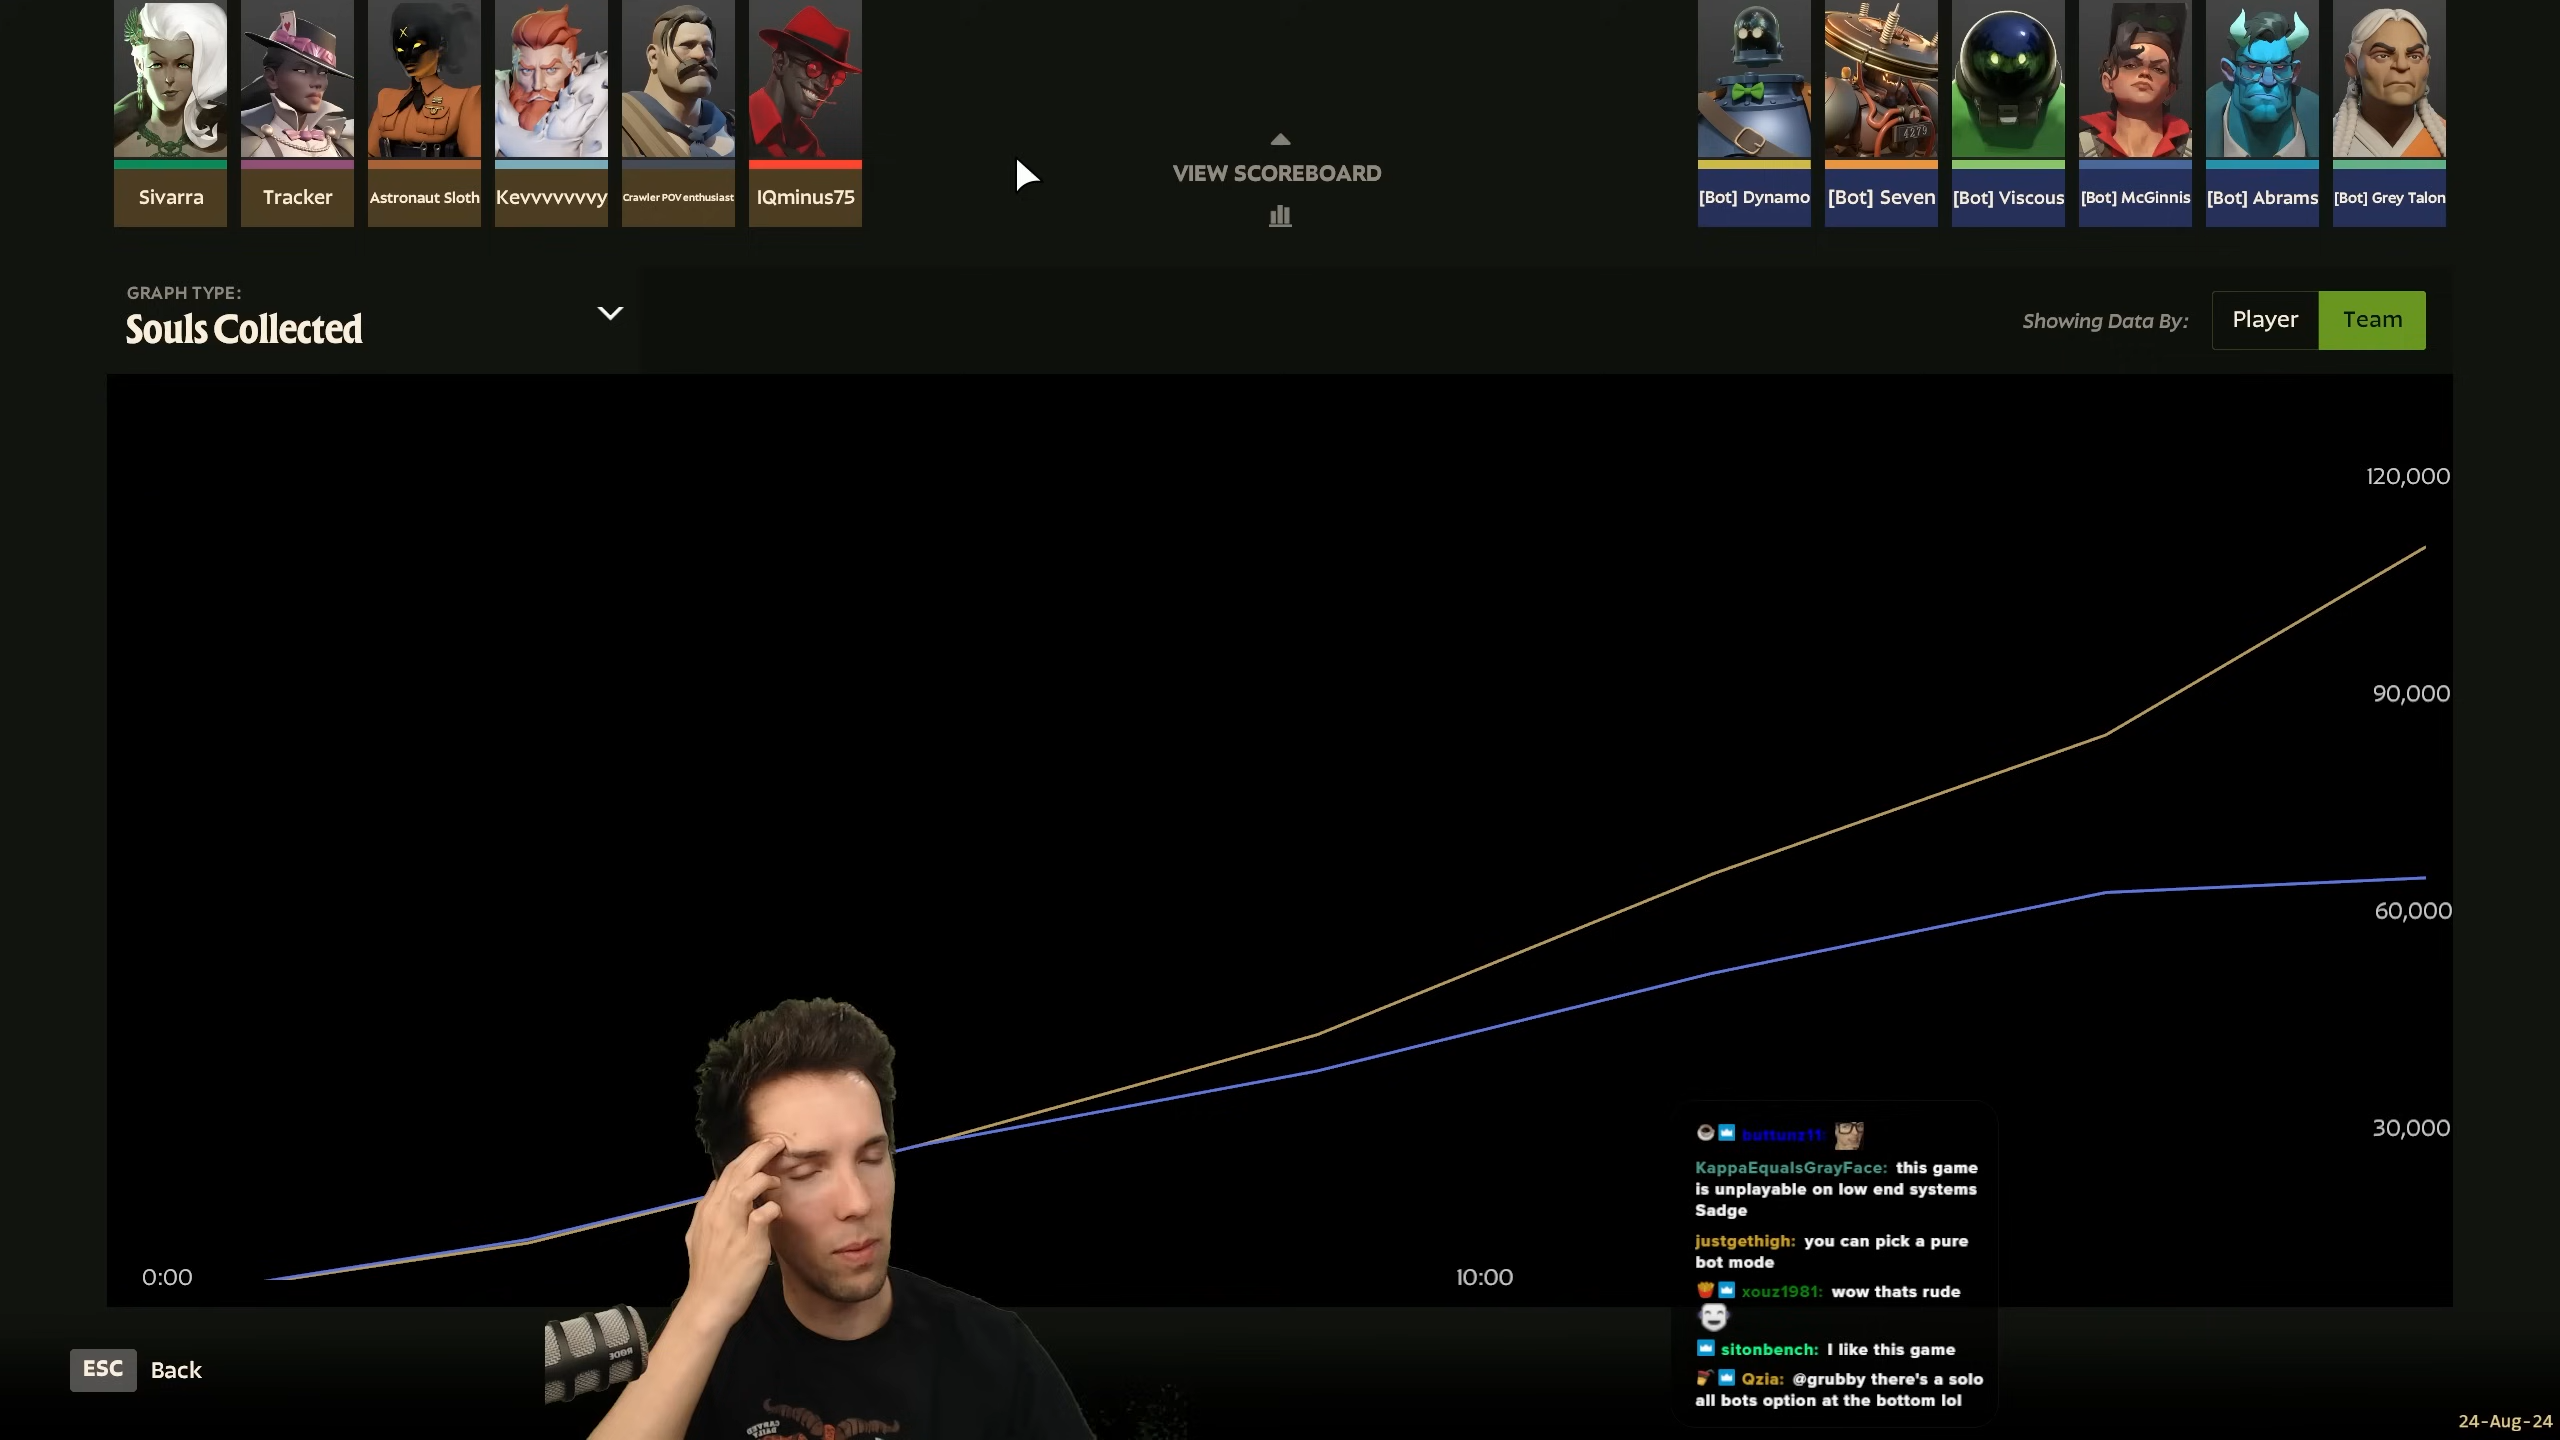 Sivarra
Tracker
Astronaut Sloth
Kevvvvvvvy
Crawler POV enthusiast
IQminus75
VIEW SCOREBOARD
[Bot] Dynamo
[Bot] Seven
[Bot] Viscous
[Bot] McGinnis
[Bot] Abrams
[Bot] Grey Talon
4279
GRAPH TYPE:
Souls Collected
Showing Data By:
Player
Team
120,000
90,000
60,000
30,000
0:00
10:00
buttunz11:
KappaEqualsGrayFace: this game
is unplayable on low end systems
Sadge
justgethigh: you can pick a pure
bot mode
xouz1981: wow thats rude
sitonbench: I like this game
Qzia: @grubby there's a solo
all bots option at the bottom lol
RØDE
ESC Back
24-Aug-24